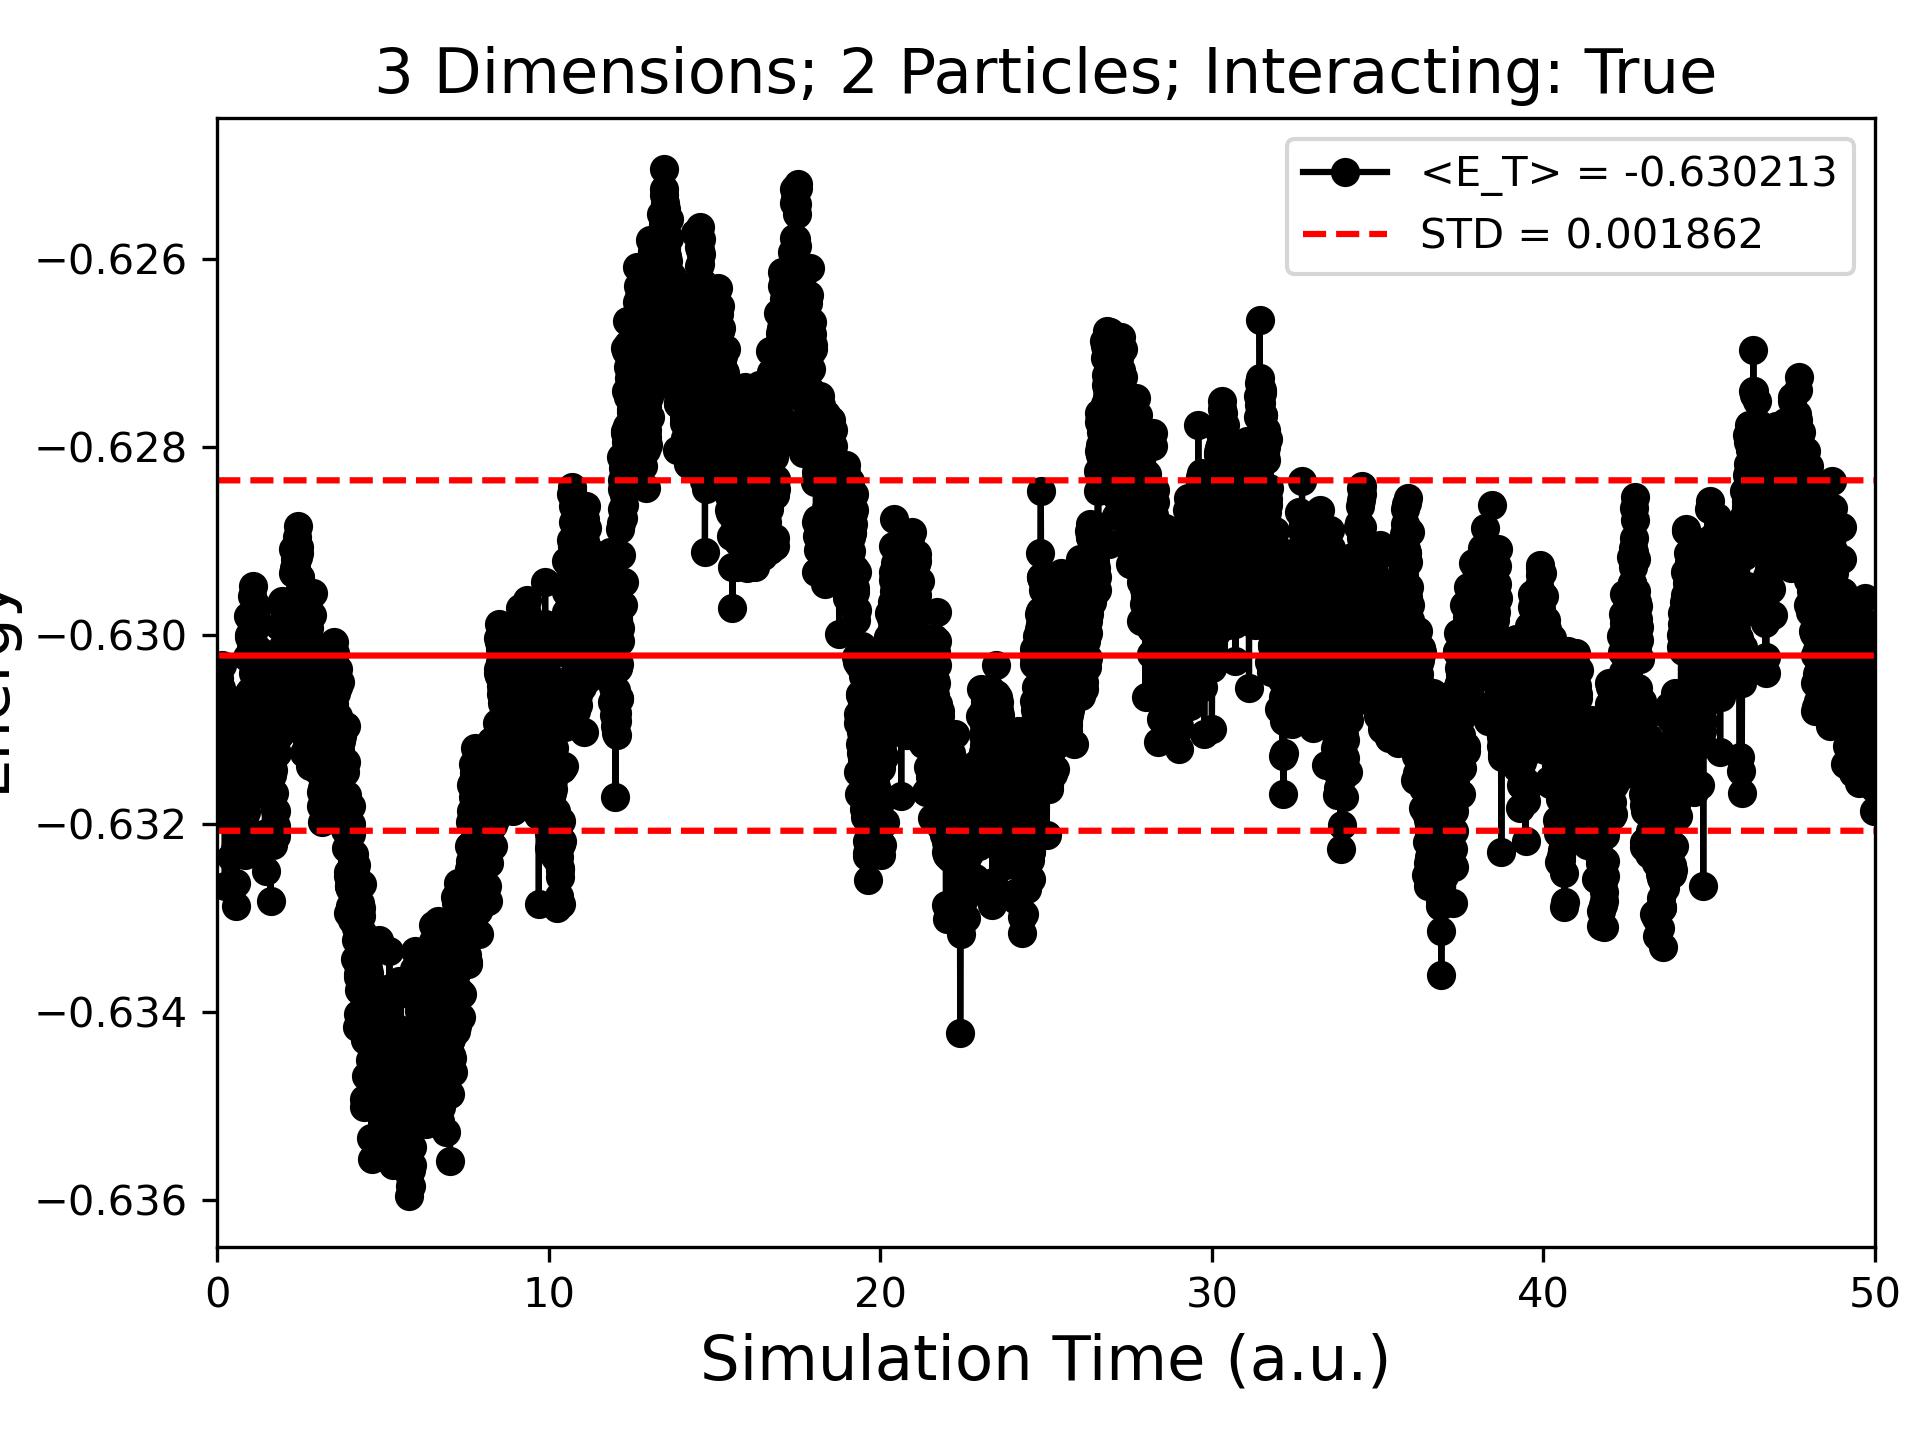 3 Dimensions; 2 Particles; Interacting: True
<E_T> = -0.630213
STD = 0.001862
−0.626
−0.628
−0.630
−0.632
−0.634
−0.636
0 10 20 30 40 50
Simulation Time (a.u.)